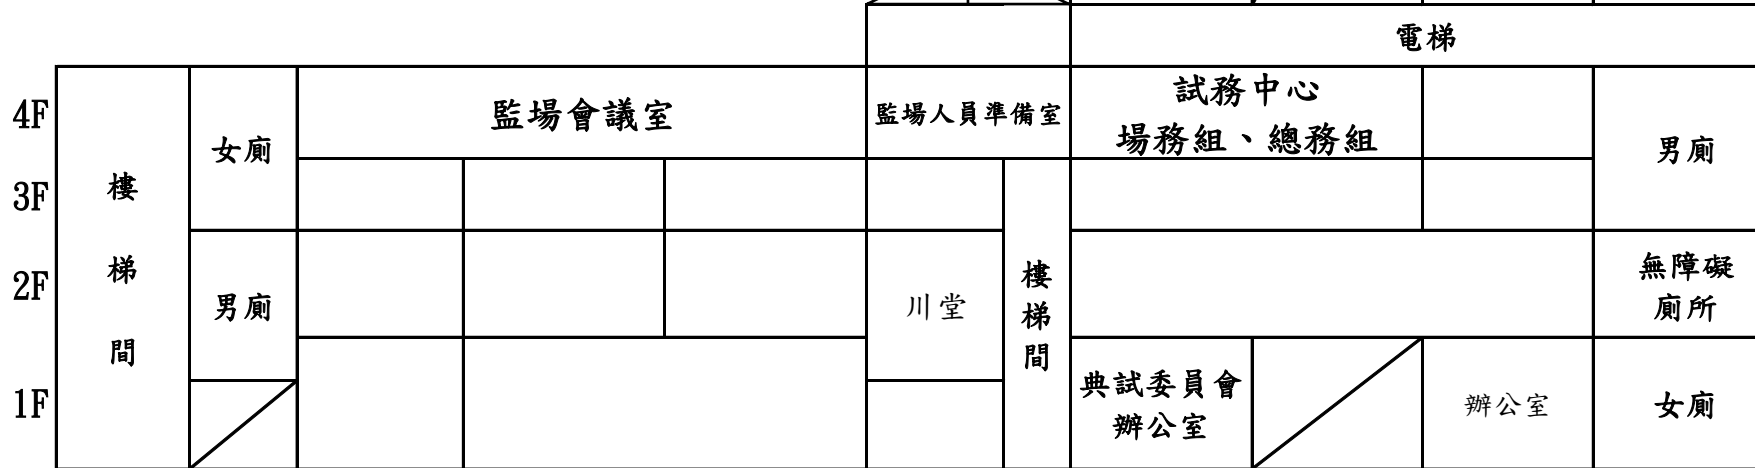 電梯
4F
3F
2F
1F
樓
梯
間
女廁
男廁
監場會議室
監場人員準備室
川堂
樓
梯
間
試務中心
場務組、總務組
典試委員會
辦公室
辦公室
男廁
無障礙
廁所
女廁